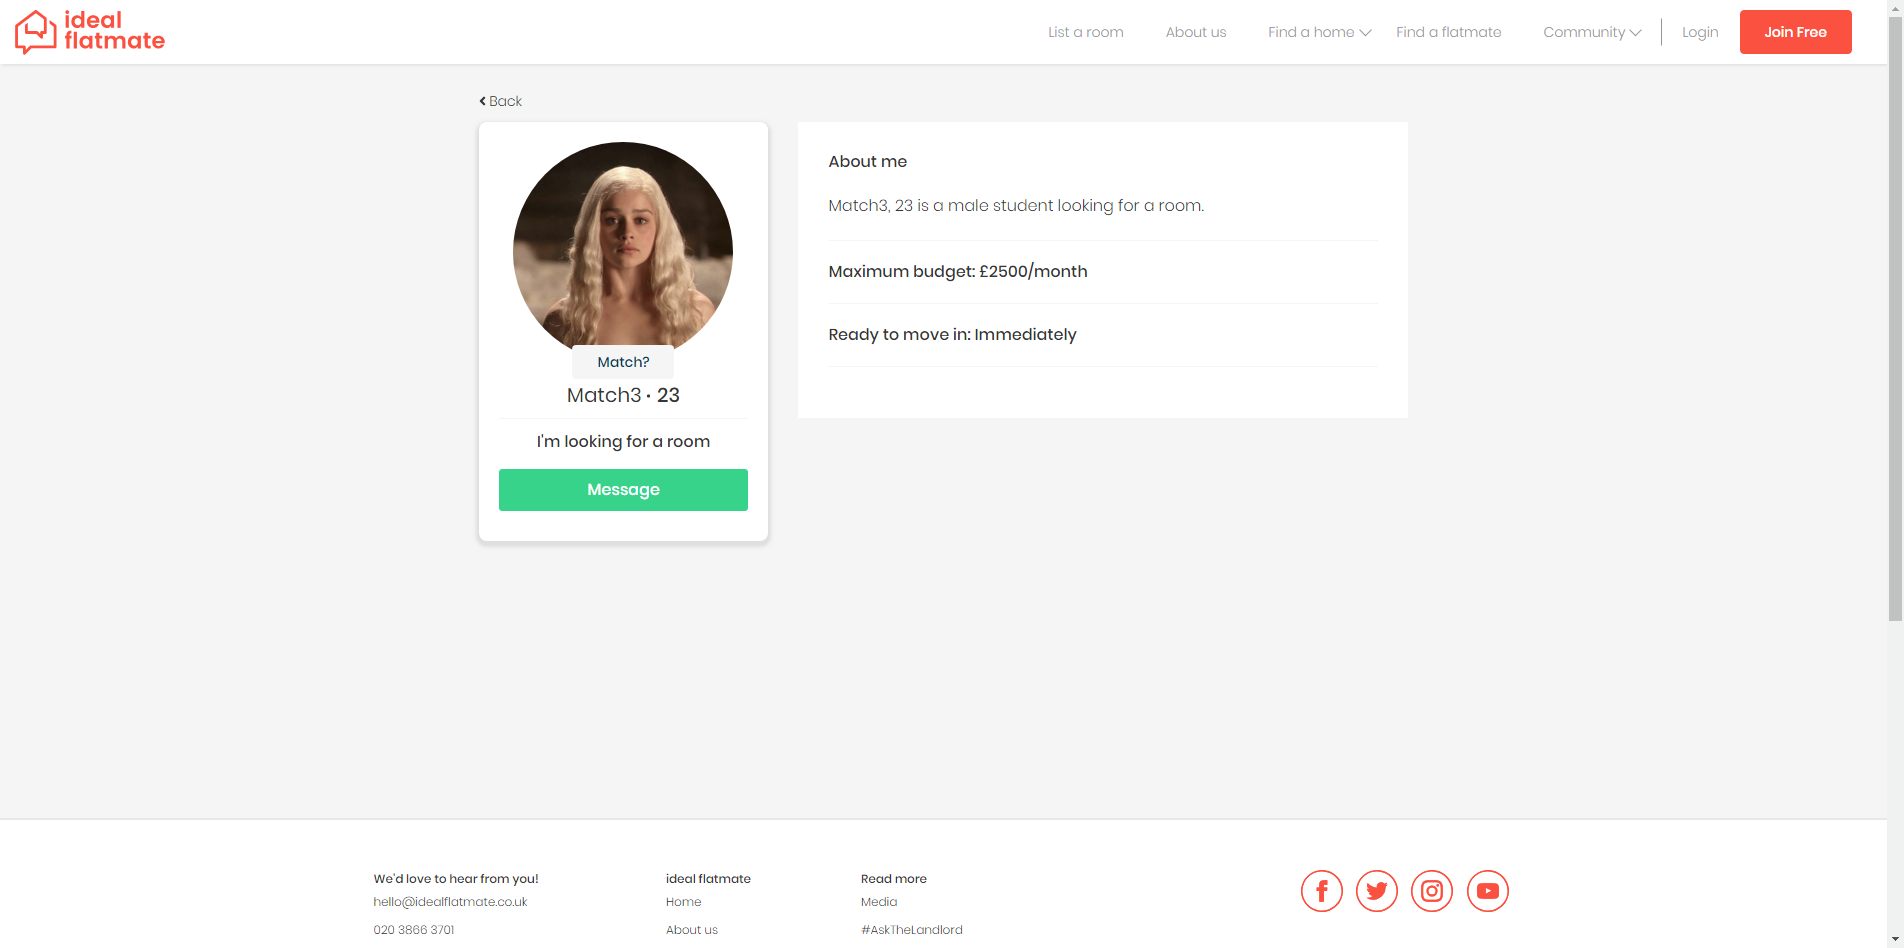 ideal
flatmate
List a room
About us
Find a home
Find a flatmate
Community
Login
Join Free
Back
Match?
Match3 · 23
I'm looking for a room
Message
About me
Match3, 23 is a male student looking for a room.
Maximum budget: £2500/month
Ready to move in: Immediately
We'd love to hear from you!
hello@idealflatmate.co.uk
020 3866 3701
ideal flatmate
Home
About us
Read more
Media
#AskTheLandlord